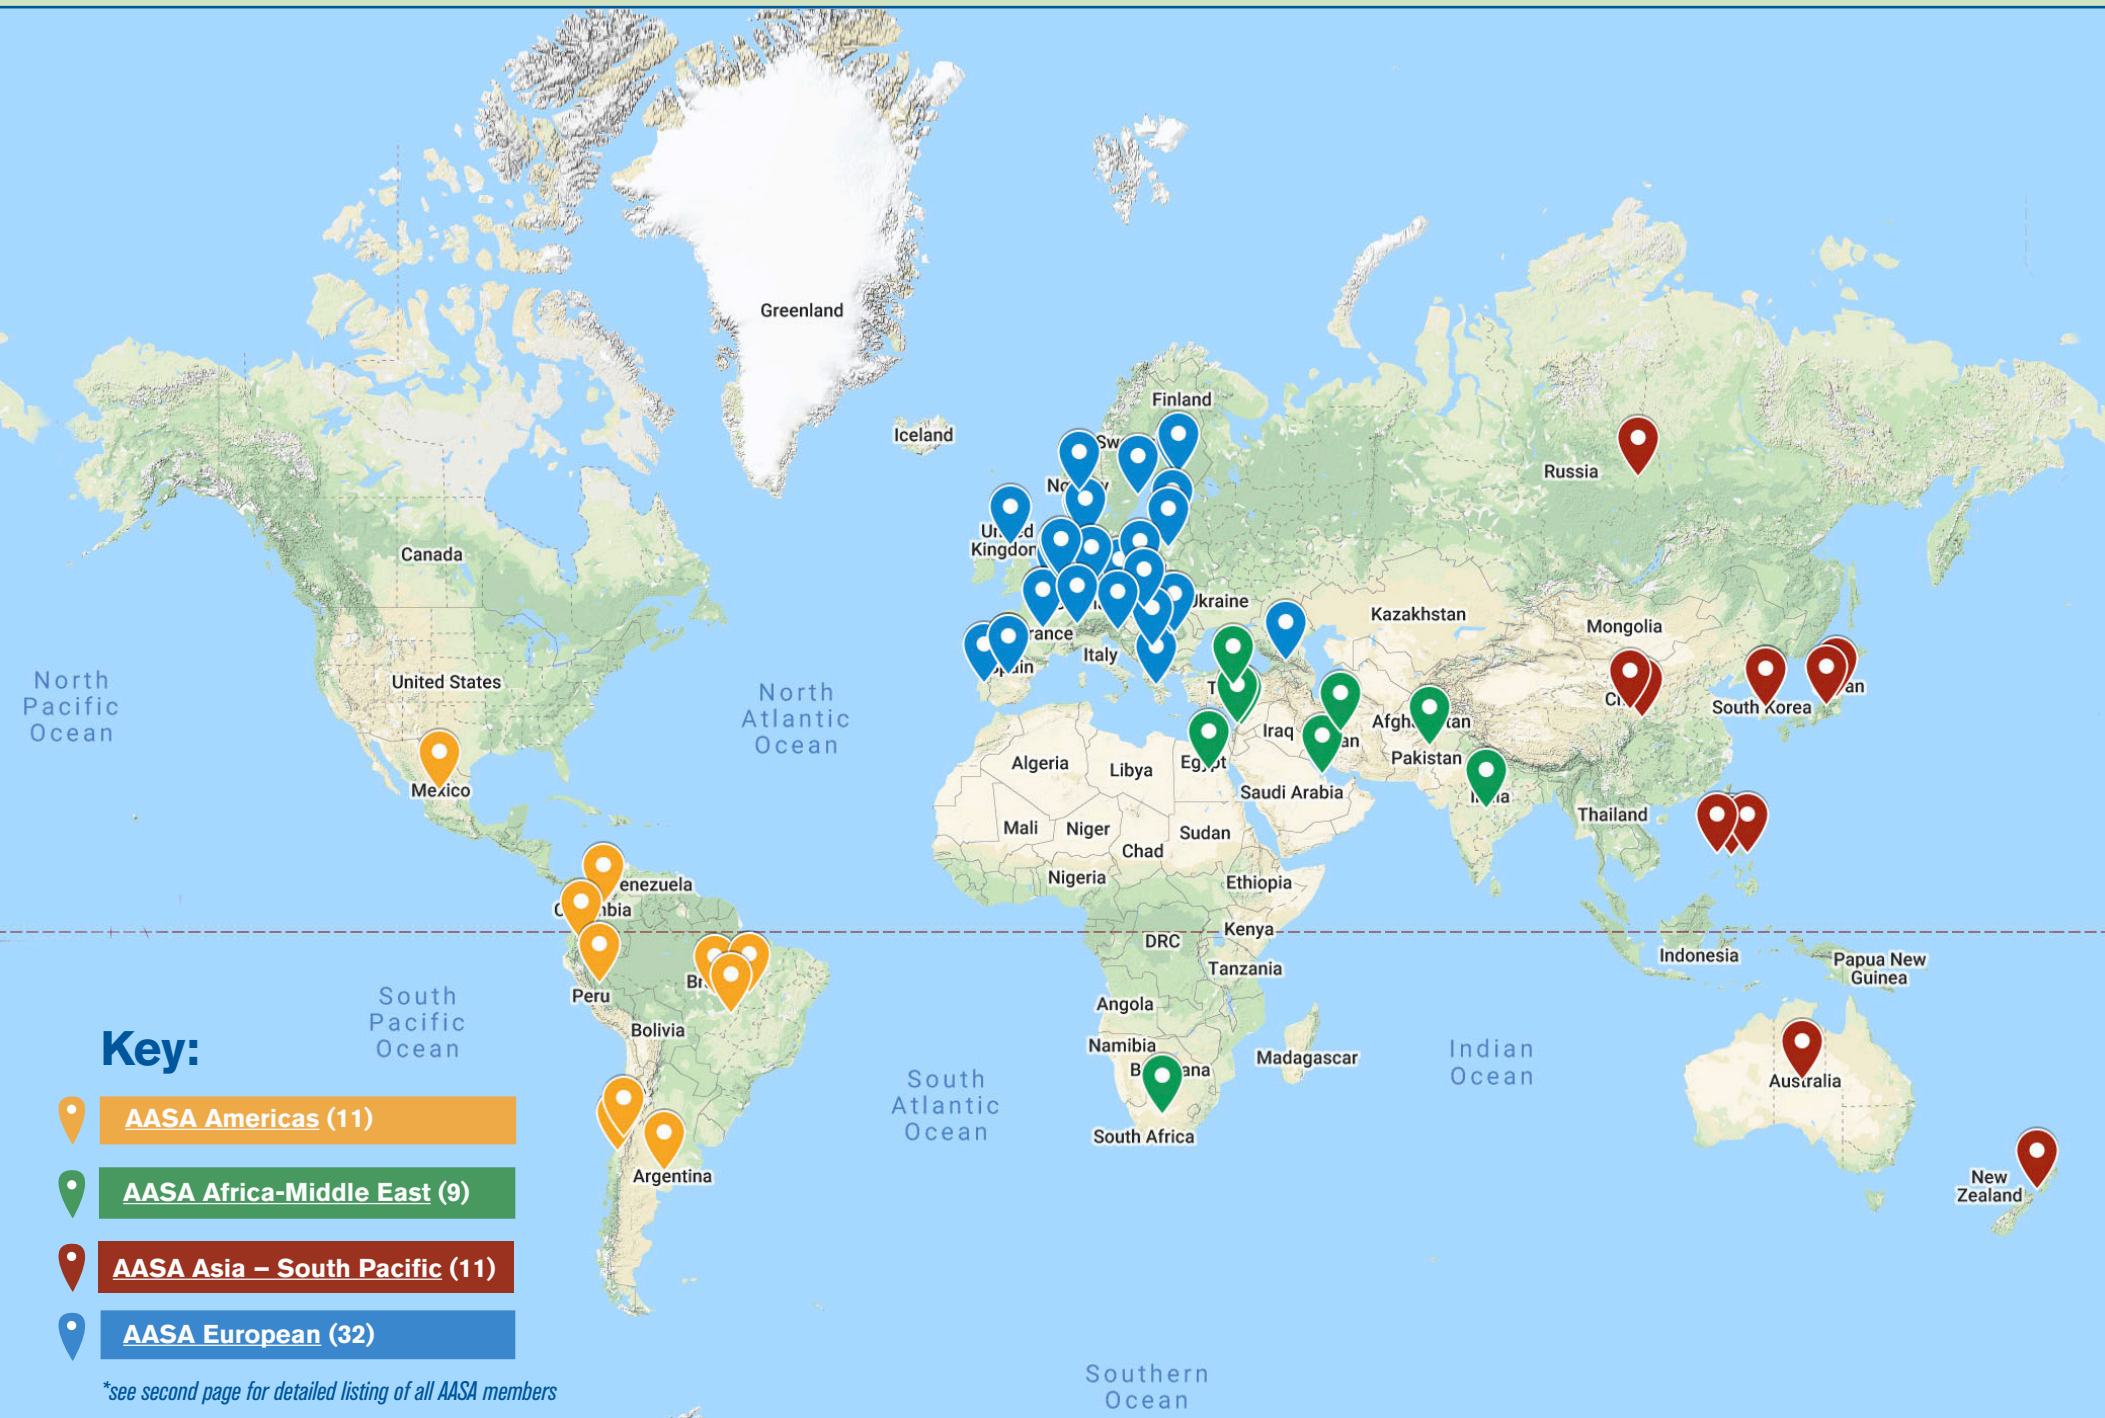 Greenland
Finland
Iceland
Russia
Canada
Ukraine
Kazakhstan
Mongolia
Italy
United States
North
Pacific
Ocean
North
Atlantic
Ocean
South Korea
Iraq
Algeria
Libya
Egypt
Pakistan
Saudi Arabia
Mexico
Mali
Niger
Chad
Sudan
Thailand
Nigeria
Ethiopia
Kenya
DRC
Tanzania
Indonesia
Papua New
Guinea
Peru
Bolivia
South
Pacific
Ocean
Angola
Namibia
Madagascar
Indian
Ocean
South
Atlantic
Ocean
Australia
South Africa
Argentina
New
Zealand
Key:
AASA Americas (11)
AASA Africa-Middle East (9)
AASA Asia – South Pacific (11)
AASA European (32)
*see second page for detailed listing of all AASA members
Southern
Ocean